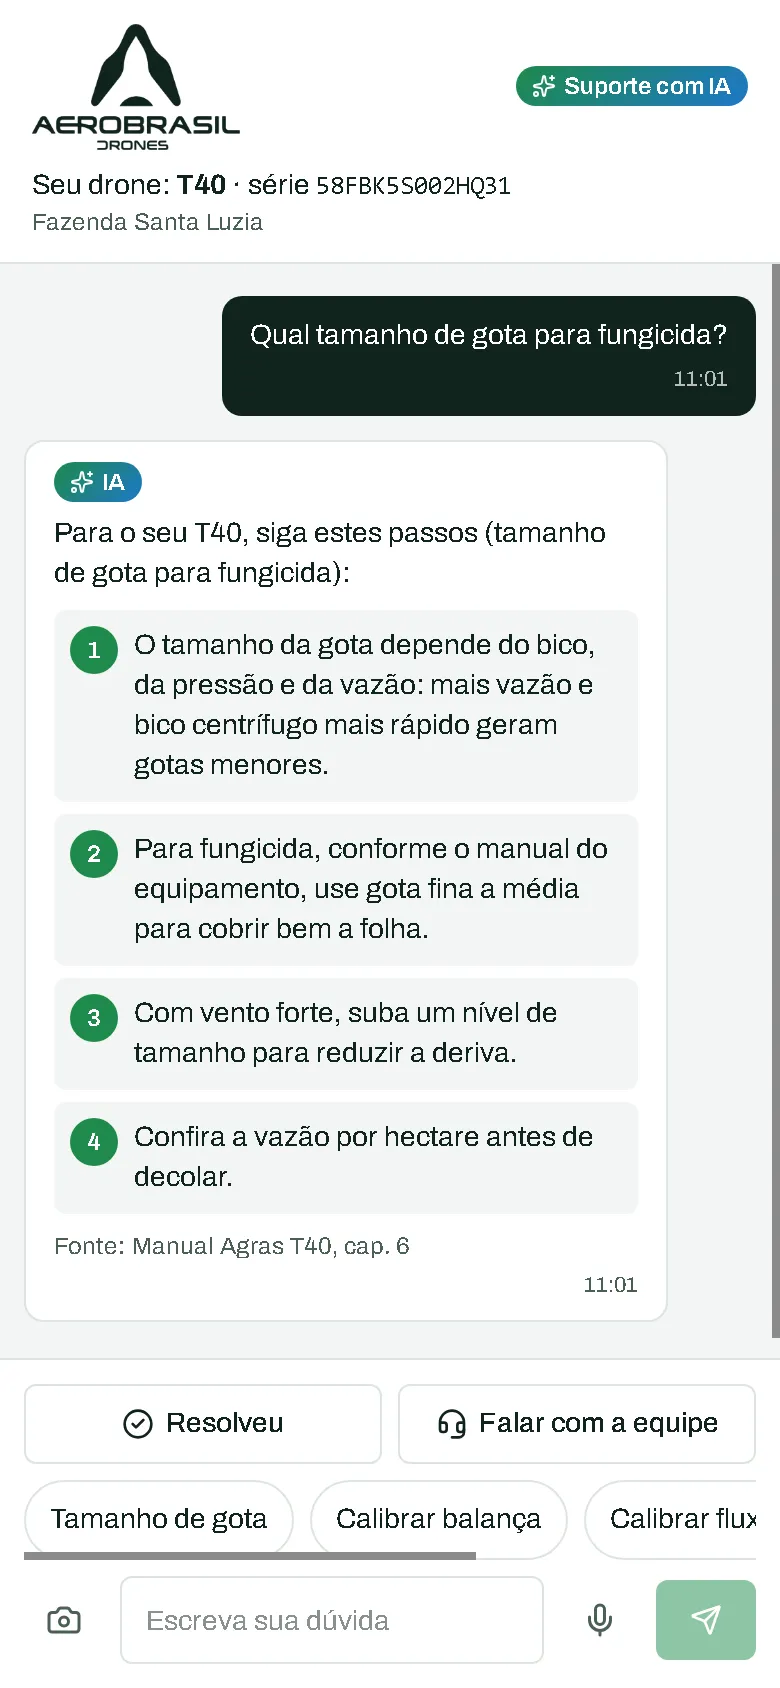 AEROBRASIL
DRONES
Suporte com IA
Seu drone: T40 · série 58FBK5S002HQ31
Fazenda Santa Luzia
Qual tamanho de gota para fungicida?
11:01
IA
Para o seu T40, siga estes passos (tamanho
de gota para fungicida):
1
O tamanho da gota depende do bico,
da pressão e da vazão: mais vazão e
bico centrífugo mais rápido geram
gotas menores.
2
Para fungicida, conforme o manual do
equipamento, use gota fina a média
para cobrir bem a folha.
3
Com vento forte, suba um nível de
tamanho para reduzir a deriva.
4
Confira a vazão por hectare antes de
decolar.
Fonte: Manual Agras T40, cap. 6
11:01
Resolveu
Falar com a equipe
Tamanho de gota
Calibrar balança
Calibrar flux
Escreva sua dúvida